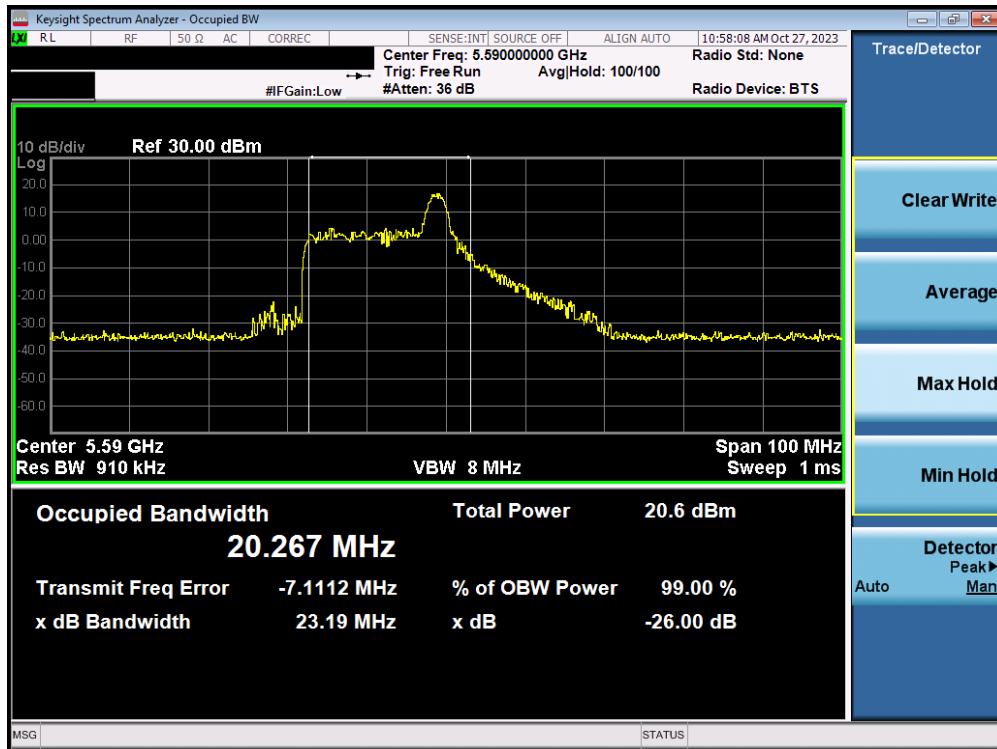 Keysight Spectrum Analyzer - Occupied BW
LXI RL RF 50 Ω AC CORREC SENSE:INT SOURCE OFF ALIGN AUTO 10:58:08 AM Oct 27, 2023
Center Freq: 5.590000000 GHz Radio Std: None
Trig: Free Run Avg|Hold: 100/100
#IFGain:Low #Atten: 36 dB Radio Device: BTS
10 dB/div Ref 30.00 dBm
Log
20.0
10.0
0.00
-10.0
-20.0
-30.0
-40.0
-50.0
-60.0
Center 5.59 GHz Span 100 MHz
Res BW 910 kHz VBW 8 MHz Sweep 1 ms
Occupied Bandwidth Total Power 20.6 dBm
20.267 MHz
Transmit Freq Error -7.1112 MHz % of OBW Power 99.00 %
x dB Bandwidth 23.19 MHz x dB -26.00 dB
Trace/Detector
Clear Write
Average
Max Hold
Min Hold
Detector
Peak▶
Auto Man
MSG STATUS